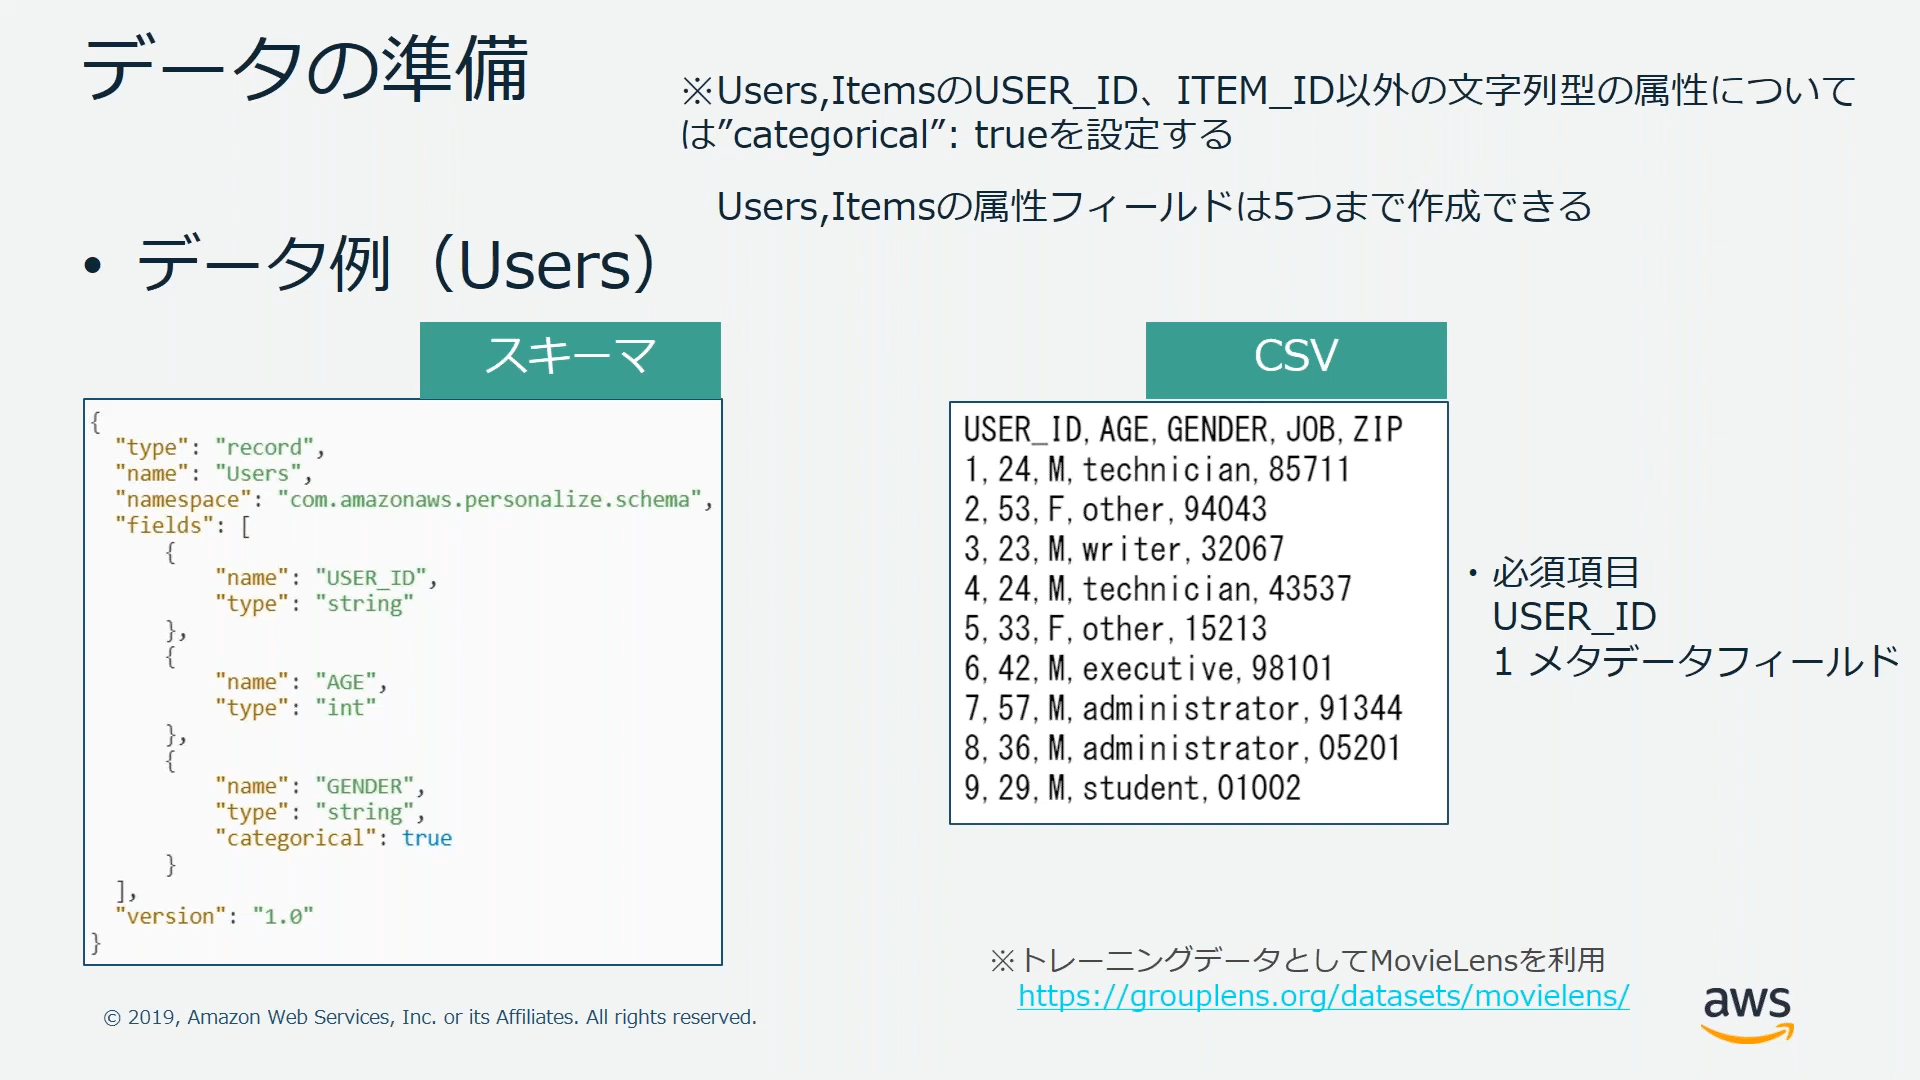 データの準備
※Users,ItemsのUSER_ID、ITEM_ID以外の文字列型の属性について
は”categorical”: trueを設定する
Users,Itemsの属性フィールドは5つまで作成できる
• データ例（Users）
スキーマ
{
"type": "record",
"name": "Users",
"namespace": "com.amazonaws.personalize.schema",
"fields": [
{
"name": "USER_ID",
"type": "string"
},
{
"name": "AGE",
"type": "int"
},
{
"name": "GENDER",
"type": "string",
"categorical": true
}
],
"version": "1.0"
}
CSV
USER_ID,AGE,GENDER,JOB,ZIP
1,24,M,technician,85711
2,53,F,other,94043
3,23,M,writer,32067
4,24,M,technician,43537
5,33,F,other,15213
6,42,M,executive,98101
7,57,M,administrator,91344
8,36,M,administrator,05201
9,29,M,student,01002
・必須項目
USER_ID
1 メタデータフィールド
※トレーニングデータとしてMovieLensを利用
https://grouplens.org/datasets/movielens/
© 2019, Amazon Web Services, Inc. or its Affiliates. All rights reserved.
aws